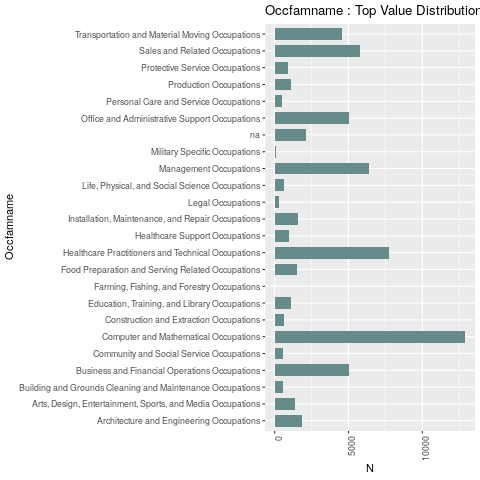 Occfamname : Top Value Distribution
Transportation and Material Moving Occupations
Sales and Related Occupations
Protective Service Occupations
Production Occupations
Personal Care and Service Occupations
Office and Administrative Support Occupations
na
Military Specific Occupations
Management Occupations
Life, Physical, and Social Science Occupations
Legal Occupations
Installation, Maintenance, and Repair Occupations
Healthcare Support Occupations
Healthcare Practitioners and Technical Occupations
Food Preparation and Serving Related Occupations
Farming, Fishing, and Forestry Occupations
Education, Training, and Library Occupations
Construction and Extraction Occupations
Computer and Mathematical Occupations
Community and Social Service Occupations
Business and Financial Operations Occupations
Building and Grounds Cleaning and Maintenance Occupations
Arts, Design, Entertainment, Sports, and Media Occupations
Architecture and Engineering Occupations
Occfamname
0
5000
10000
N